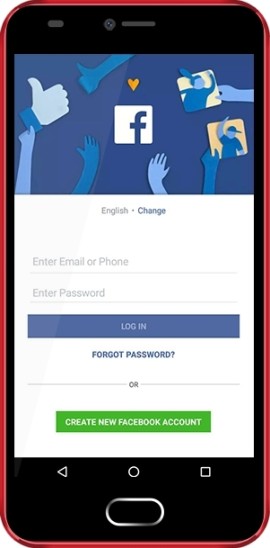 f
English • Change
Enter Email or Phone
Enter Password
LOG IN
FORGOT PASSWORD?
OR
CREATE NEW FACEBOOK ACCOUNT